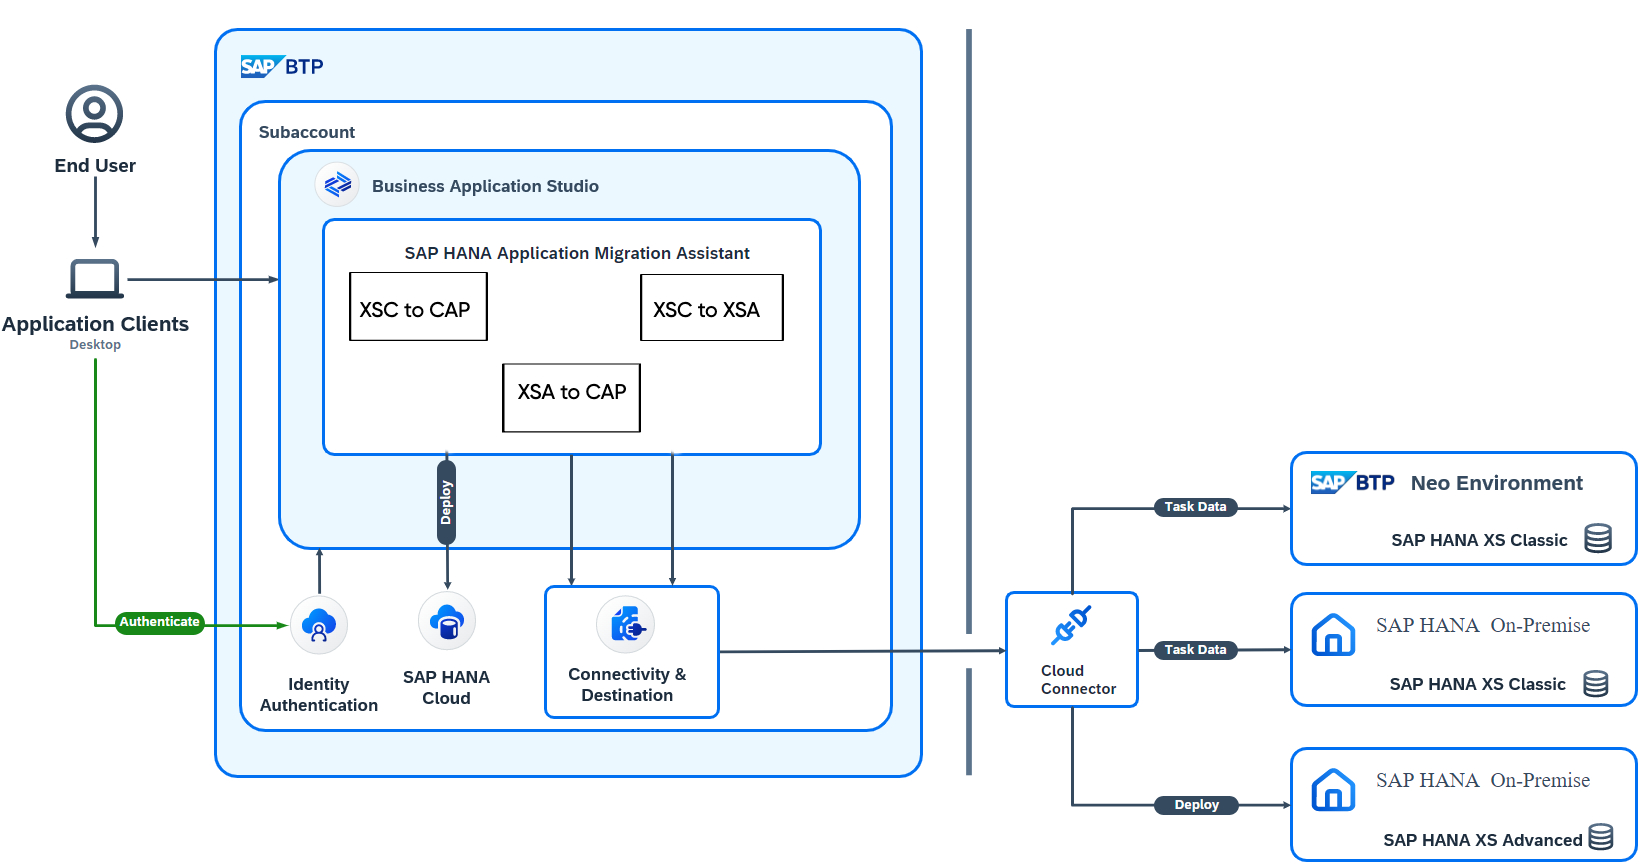 SAP BTP
Subaccount
End User
Business Application Studio
SAP HANA Application Migration Assistant
XSC to CAP
XSC to XSA
XSA to CAP
Application Clients
Desktop
Deploy
Authenticate
Identity
Authentication
SAP HANA
Cloud
Connectivity &
Destination
Cloud
Connector
Task Data
Task Data
Deploy
SAP BTP Neo Environment
SAP HANA XS Classic
SAP HANA On-Premise
SAP HANA XS Classic
SAP HANA On-Premise
SAP HANA XS Advanced